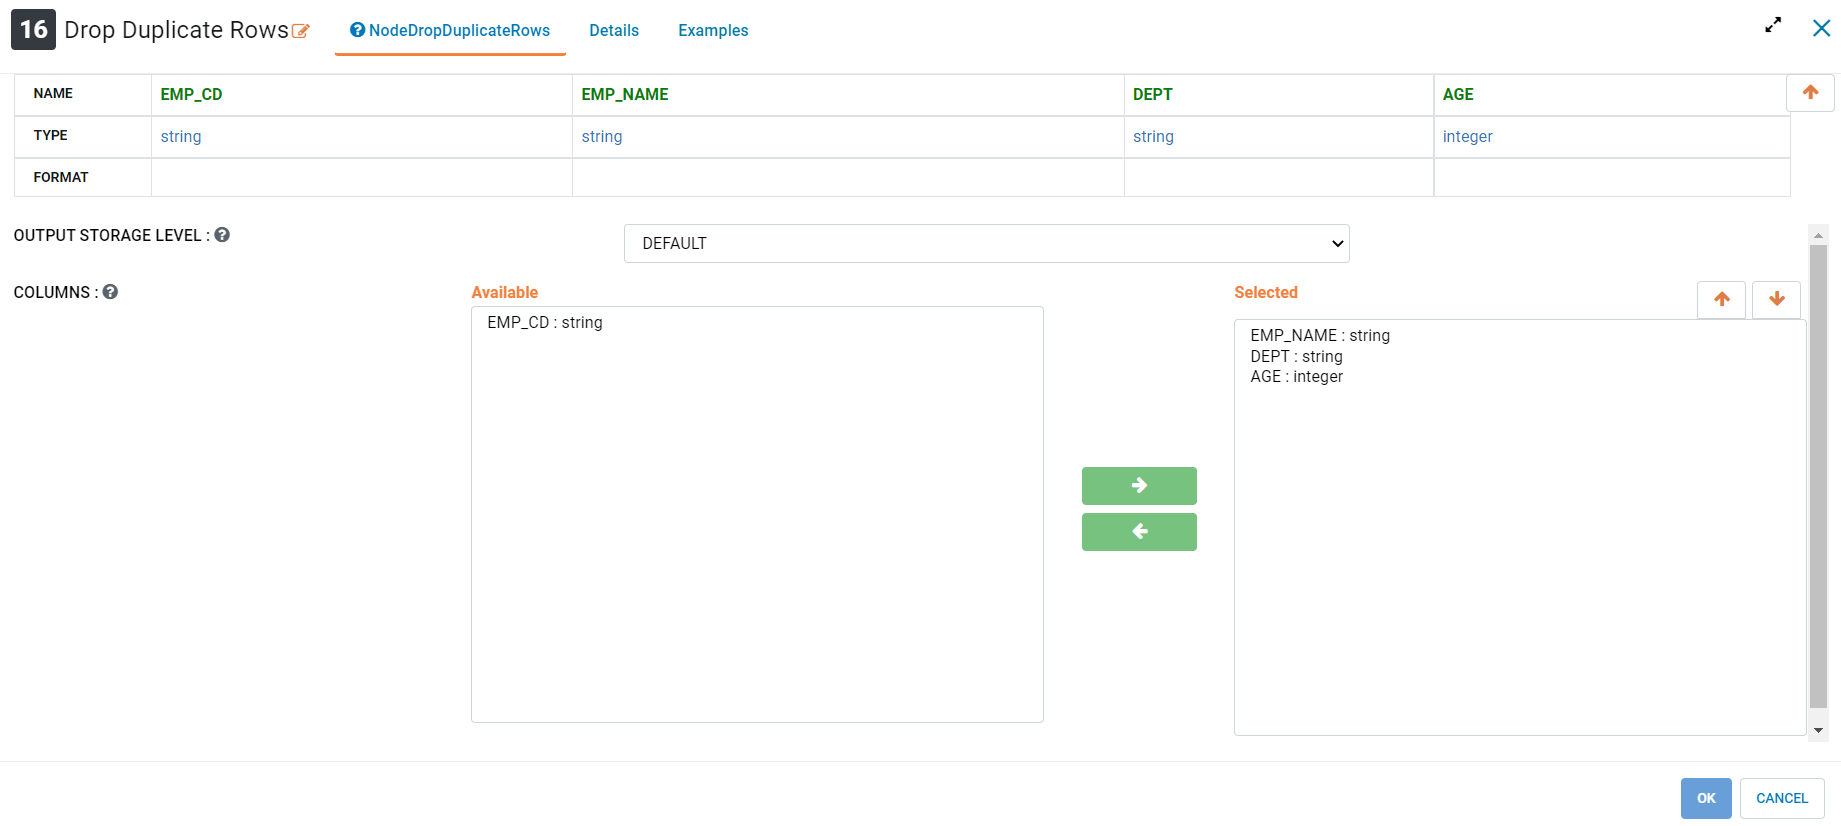 16 Drop Duplicate Rows NodeDropDuplicateRows Details Examples
NAME EMP_CD EMP_NAME DEPT AGE
TYPE string string string integer
FORMAT
OUTPUT STORAGE LEVEL : DEFAULT
COLUMNS : Available Selected
EMP_CD : string
EMP_NAME : string
DEPT : string
AGE : integer
OK CANCEL